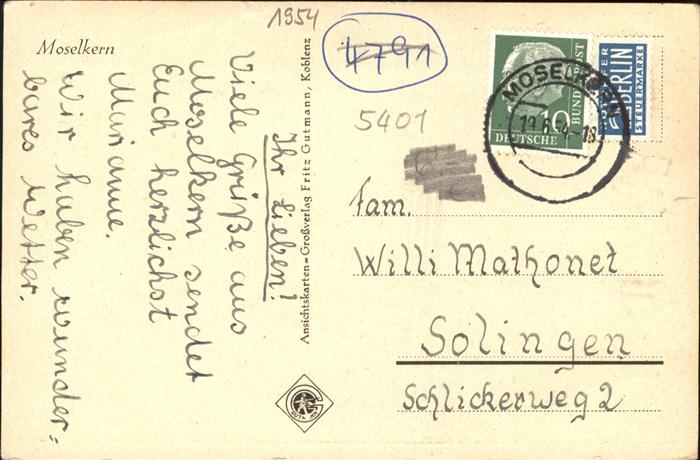 Moselkern
1954
4791
5401
Ihr Lieben!
Viele Grüße aus
Moselkern sendet
Euch herzlichst
Marianne.
Wir haben wunder=
bares Wetter.
Ansichtskarten=Großverlag Fritz Gutmann, Koblenz
DEUTSCHE
BUNDESPOST
10
MOSELKERN
BERLIN
STEUERMARKE
Fam.
Willi Mathonet
Solingen
Schlickerweg 2